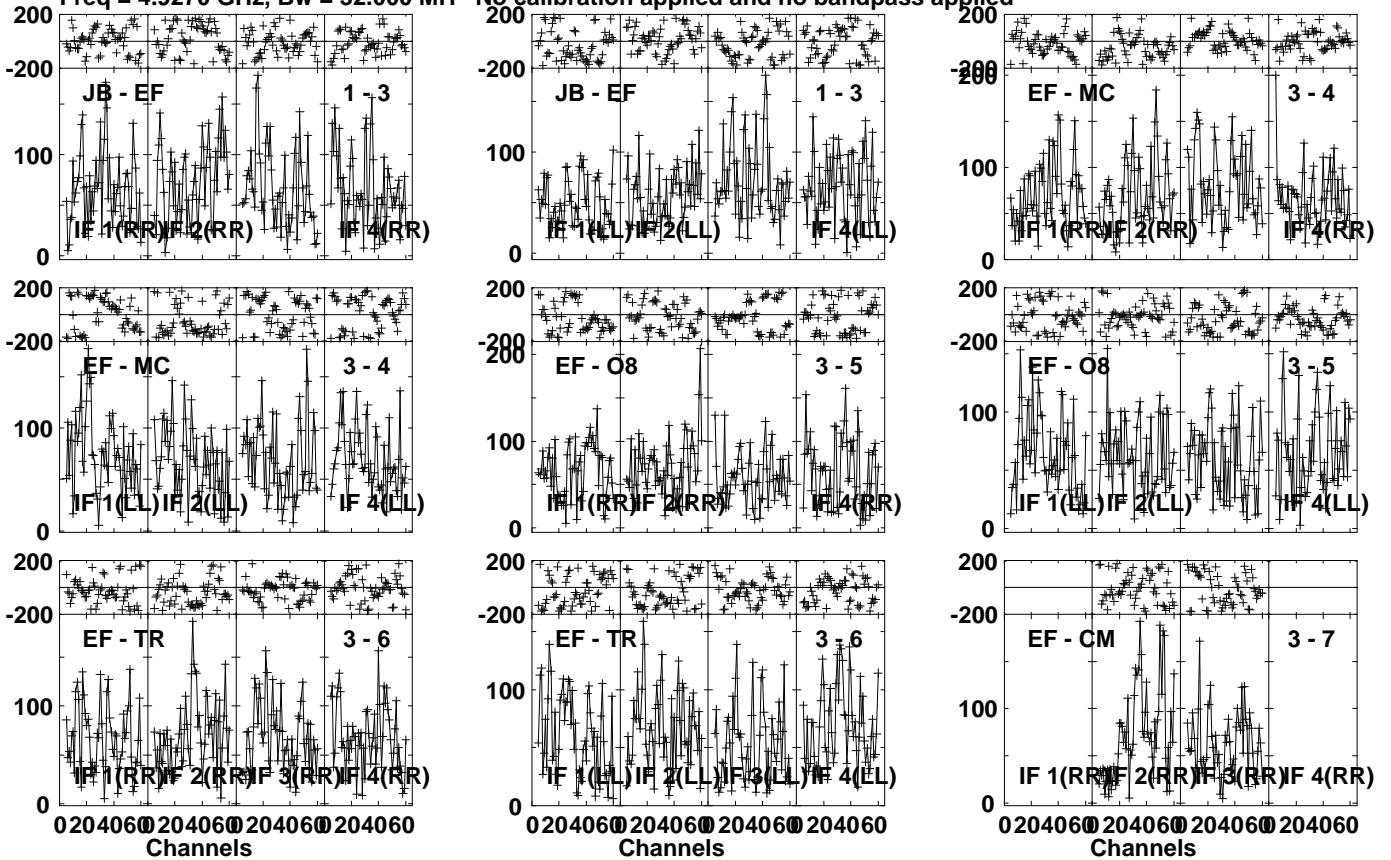 Freq = 4.9270 GHz, Bw = 32.000 MH No calibration applied and no bandpass applied
200
-200
JB - EF 1 - 3
100
IF 1(RR) IF 2(RR) IF 4(RR)
0
JB - EF 1 - 3
100
IF 1(LL) IF 2(LL) IF 4(LL)
0
200
-200
200
EF - MC 3 - 4
100
IF 1(RR) IF 2(RR) IF 4(RR)
0
200
-200
EF - MC 3 - 4
100
IF 1(LL) IF 2(LL) IF 4(LL)
0
200
-200
200
EF - O8 3 - 5
100
IF 1(RR) IF 2(RR) IF 4(RR)
0
200
-200
EF - O8 3 - 5
100
IF 1(LL) IF 2(LL) IF 4(LL)
0
200
-200
EF - TR 3 - 6
100
IF 1(RR) IF 2(RR) IF 3(RR) IF 4(RR)
0
0 20 40 60 0 20 40 60 0 20 40 60 0 20 40 60
Channels
200
-200
EF - TR 3 - 6
100
IF 1(LL) IF 2(LL) IF 3(LL) IF 4(LL)
0
0 20 40 60 0 20 40 60 0 20 40 60 0 20 40 60
Channels
200
-200
EF - CM 3 - 7
100
IF 1(RR) IF 2(RR) IF 3(RR) IF 4(RR)
0
0 20 40 60 0 20 40 60 0 20 40 60 0 20 40 60
Channels